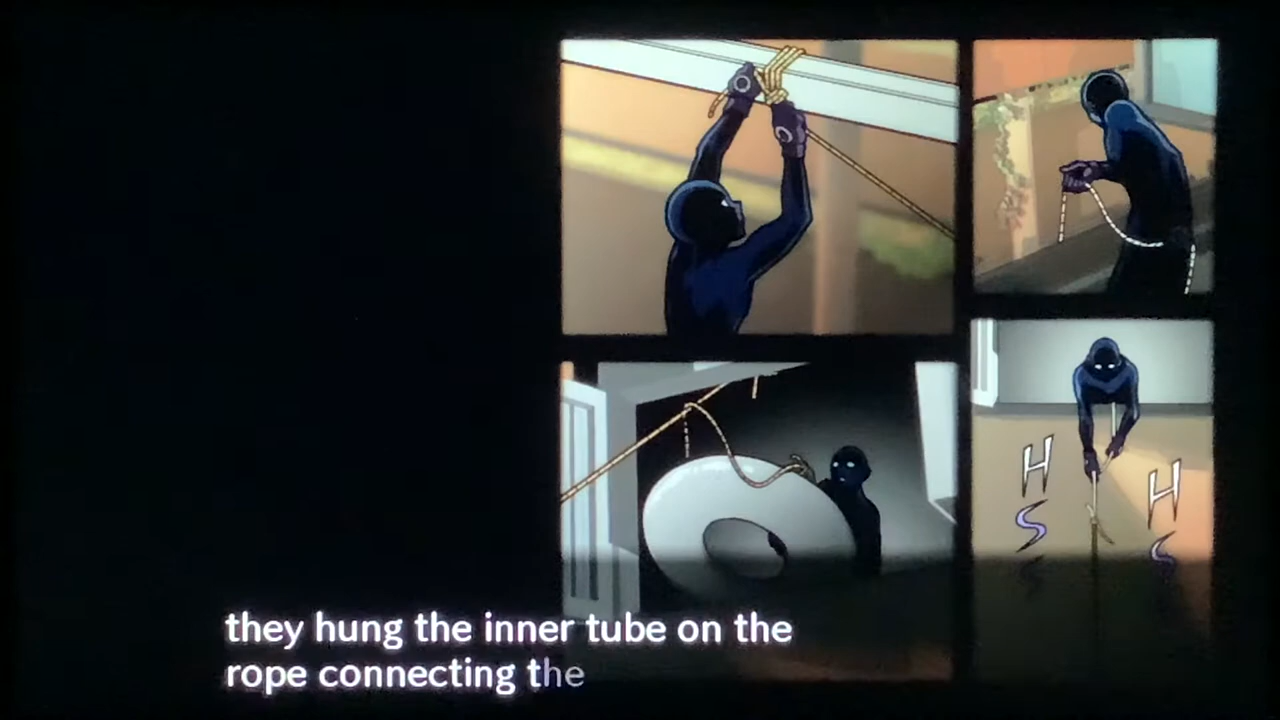 H
S
H
S
they hung the inner tube on the
rope connecting the